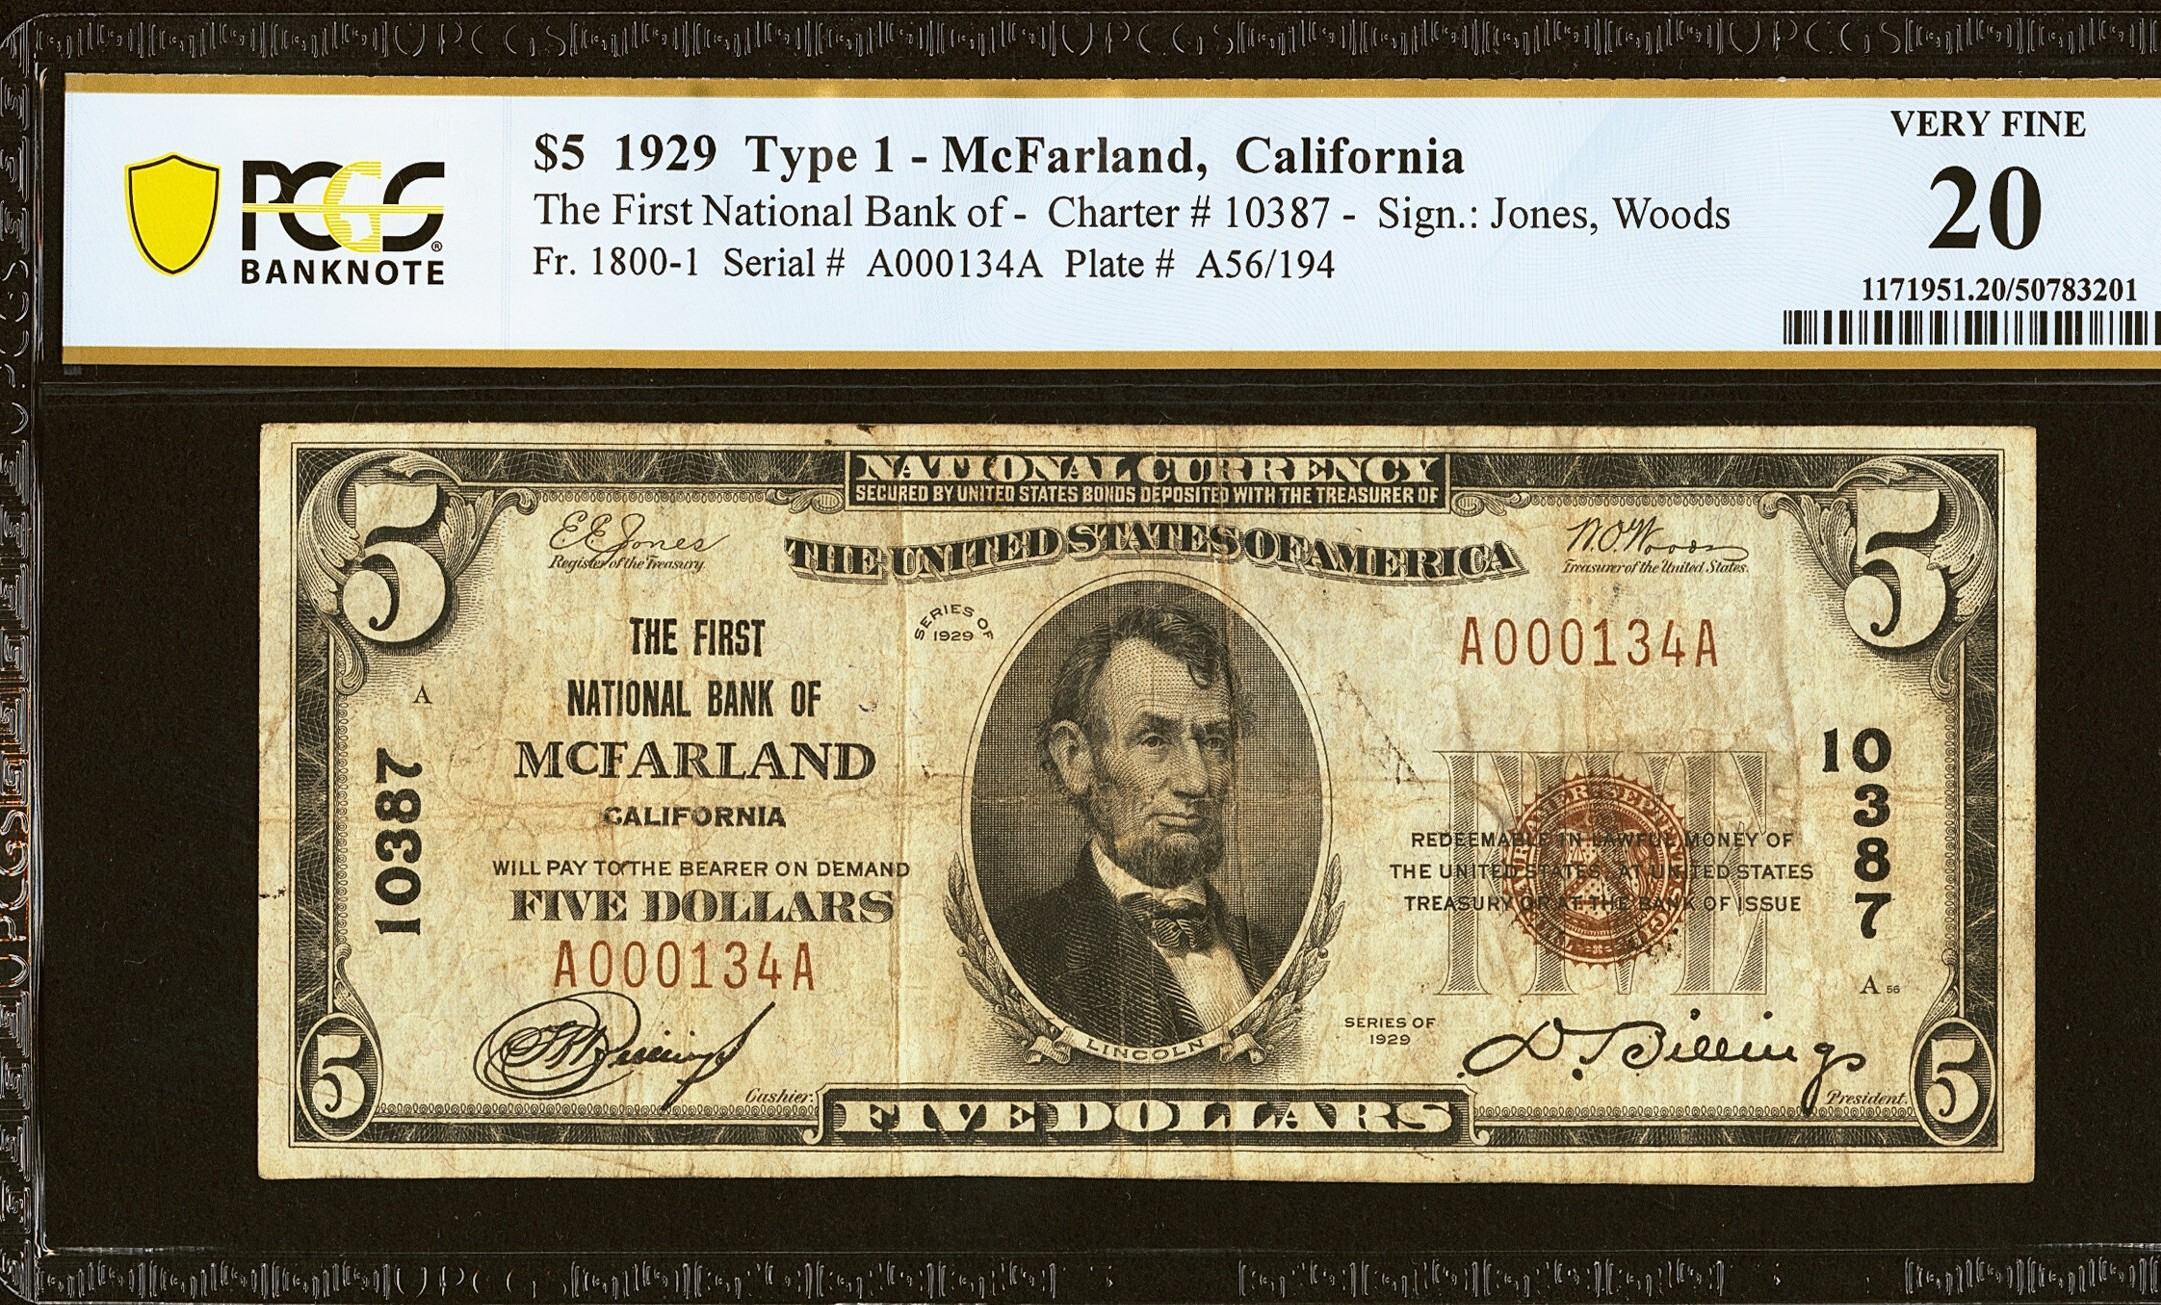 PCGS
BANKNOTE
$5 1929 Type 1 - McFarland, California
The First National Bank of - Charter # 10387 - Sign.: Jones, Woods
Fr. 1800-1 Serial # A000134A Plate # A56/194
VERY FINE
20
1171951.20/50783201
NATIONAL CURRENCY
SECURED BY UNITED STATES BONDS DEPOSITED WITH THE TREASURER OF
THE UNITED STATES OF AMERICA
5
5
E E Jones
Register of the Treasury.
W.O. Woods
Treasurer of the United States.
SERIES OF
1929
THE FIRST
NATIONAL BANK OF
MCFARLAND
CALIFORNIA
A
10387
WILL PAY TO THE BEARER ON DEMAND
FIVE DOLLARS
A000134A
Cashier.
LINCOLN
A000134A
FIVE
REDEEMABLE IN LAWFUL MONEY OF
THE UNITED STATES, AT UNITED STATES
TREASURY OR AT THE BANK OF ISSUE
10387
A 56
SERIES OF
1929
D. T. Billings
President.
5
FIVE DOLLARS
5